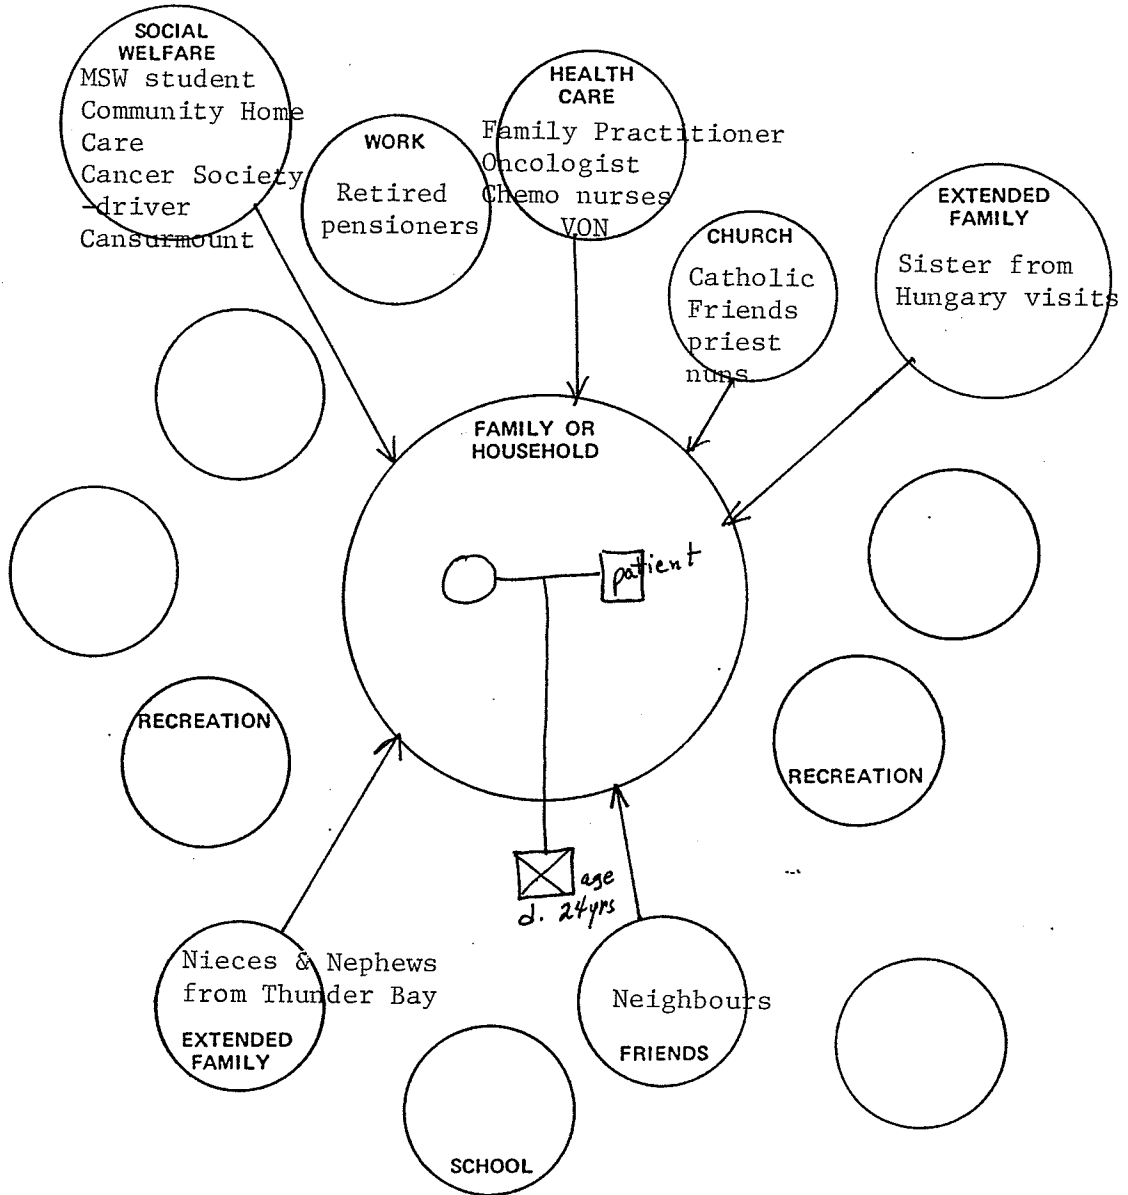 SOCIAL
WELFARE
MSW student
Community Home
Care
Cancer Society
-driver
Cansurmount
WORK
Retired
pensioners
HEALTH
CARE
Family Practitioner
Oncologist
Chemo nurses
VON
CHURCH
Catholic
Friends
priest
nuns
EXTENDED
FAMILY
Sister from
Hungary visits
FAMILY OR
HOUSEHOLD
patient
RECREATION
RECREATION
age
d. 24yrs
Nieces & Nephews
from Thunder Bay
EXTENDED
FAMILY
Neighbours
FRIENDS
SCHOOL